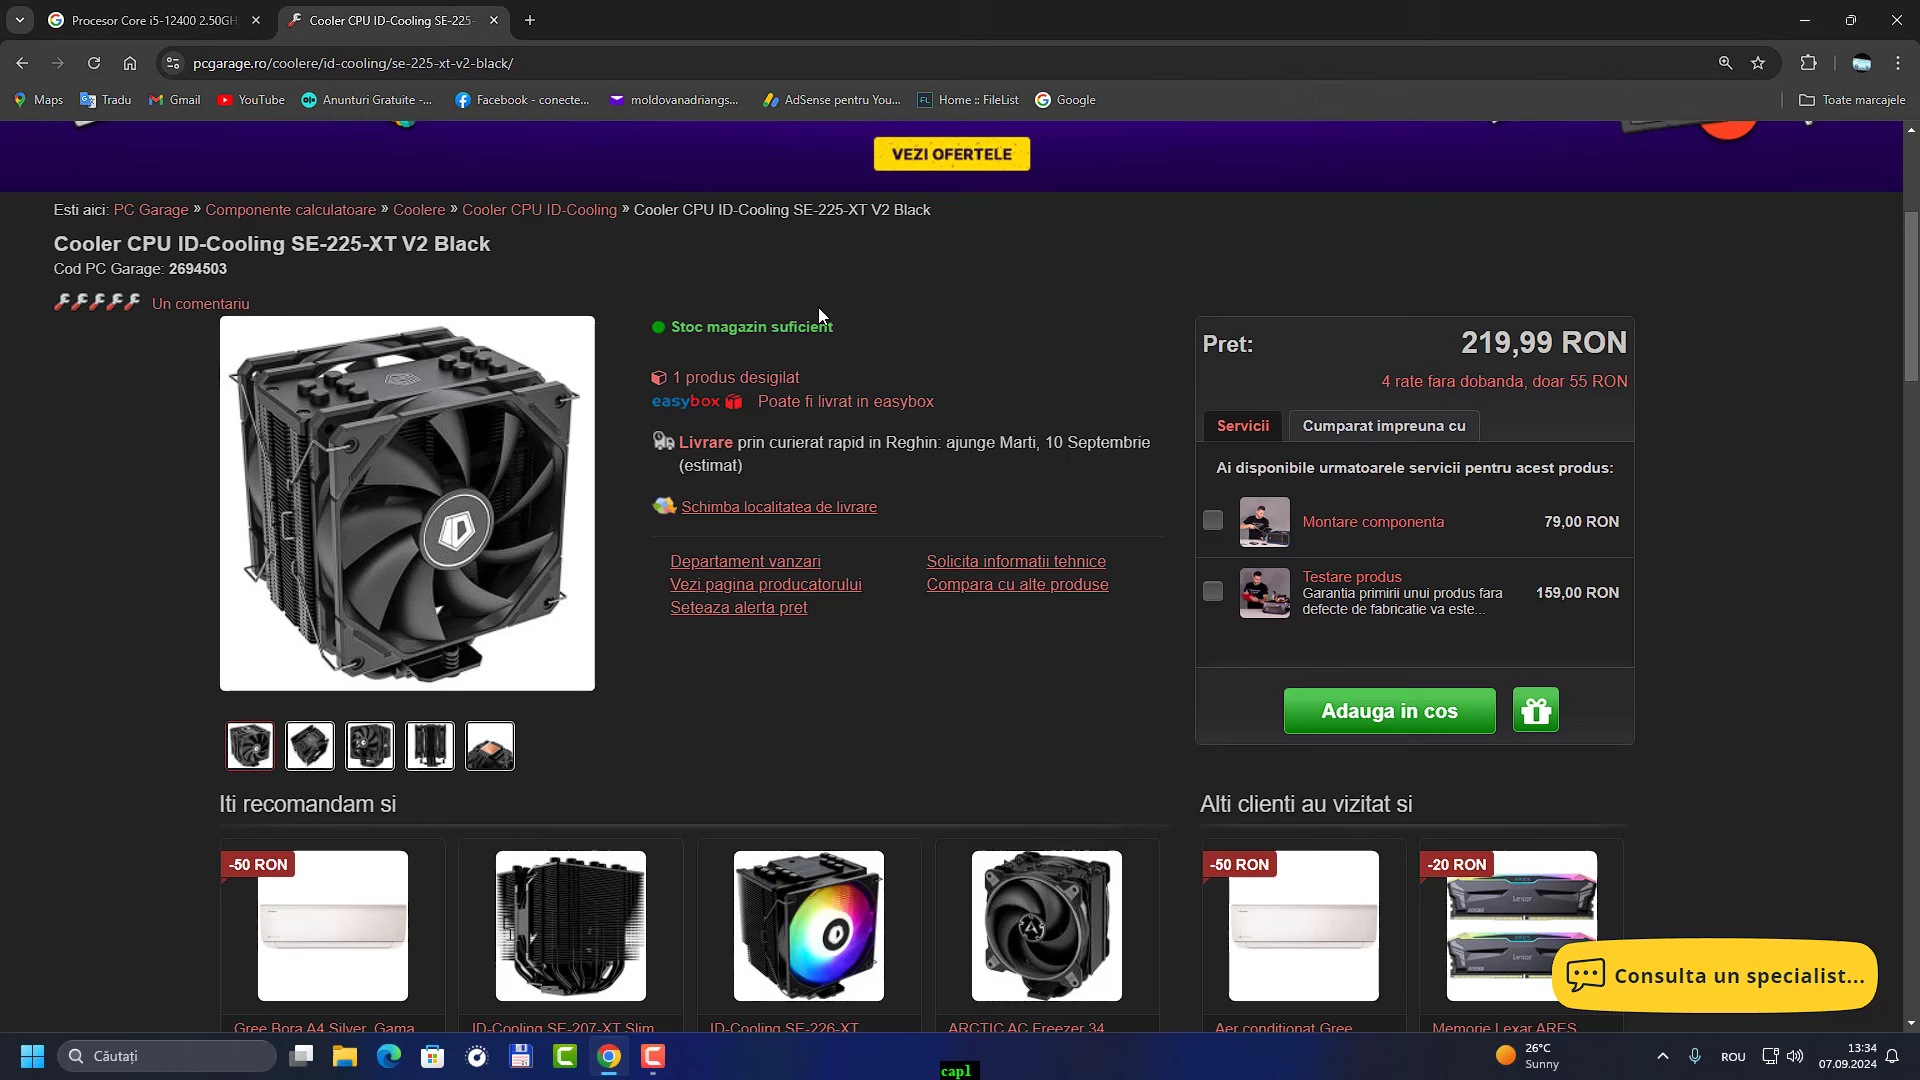 Procesor Core i5-12400 2.50GH
Cooler CPU ID-Cooling SE-225-
pcgarage.ro/coolere/id-cooling/se-225-xt-v2-black/
Maps
Tradu
Gmail
YouTube
Anunturi Gratuite -...
Facebook - conecte...
moldovanadriangs...
AdSense pentru You...
FL
Home :: FileList
Google
Toate marcajele
VEZI OFERTELE
Esti aici: PC Garage » Componente calculatoare » Coolere » Cooler CPU ID-Cooling » Cooler CPU ID-Cooling SE-225-XT V2 Black
Cooler CPU ID-Cooling SE-225-XT V2 Black
Cod PC Garage: 2694503
Un comentariu
Stoc magazin suficient
1 produs desigilat
easybox Poate fi livrat in easybox
Livrare prin curierat rapid in Reghin: ajunge Marti, 10 Septembrie
(estimat)
Schimba localitatea de livrare
Departament vanzari
Solicita informatii tehnice
Vezi pagina producatorului
Compara cu alte produse
Seteaza alerta pret
Pret:
219,99 RON
4 rate fara dobanda, doar 55 RON
Servicii
Cumparat impreuna cu
Ai disponibile urmatoarele servicii pentru acest produs:
Montare componenta
79,00 RON
Testare produs
Garantia primirii unui produs fara
defecte de fabricatie va este...
159,00 RON
Adauga in cos
Iti recomandam si
Alti clienti au vizitat si
-50 RON
-50 RON
-20 RON
Lexar
Lexar
Gree Bora A4 Silver, Gama
ID-Cooling SE-207-XT Slim
ID-Cooling SE-226-XT
ARCTIC AC Freezer 34
Aer conditionat Gree
Memorie Lexar ARES
Consulta un specialist...
Căutați
capl
26°C
Sunny
ROU
13:34
07.09.2024